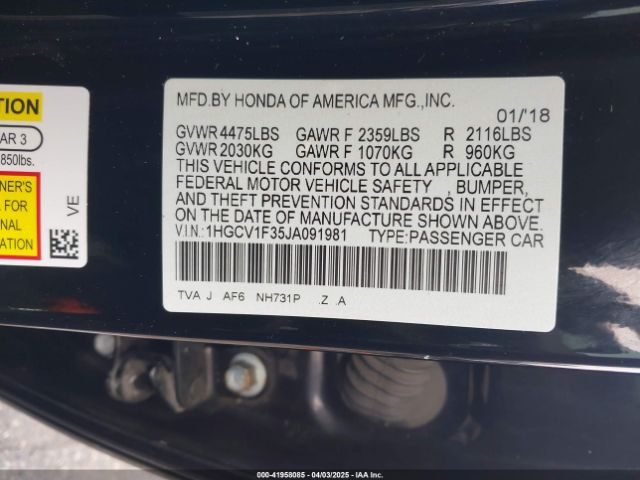 TION
AR 3
850lbs.
NER'S
L FOR
ONAL
ATION
VE
MFD.BY HONDA OF AMERICA MFG.,INC.
01/'18
GVWR 4475LBS GAWR F 2359LBS R 2116LBS
GVWR 2030KG GAWR F 1070KG R 960KG
THIS VEHICLE CONFORMS TO ALL APPLICABLE
FEDERAL MOTOR VEHICLE SAFETY , BUMPER,
AND THEFT PREVENTION STANDARDS IN EFFECT
ON THE DATE OF MANUFACTURE SHOWN ABOVE.
V.I.N.:1HGCV1F35JA091981 TYPE:PASSENGER CAR
TVA J AF6 NH731P .Z .A
000-41958085 - 04/03/2025 - IAA Inc.